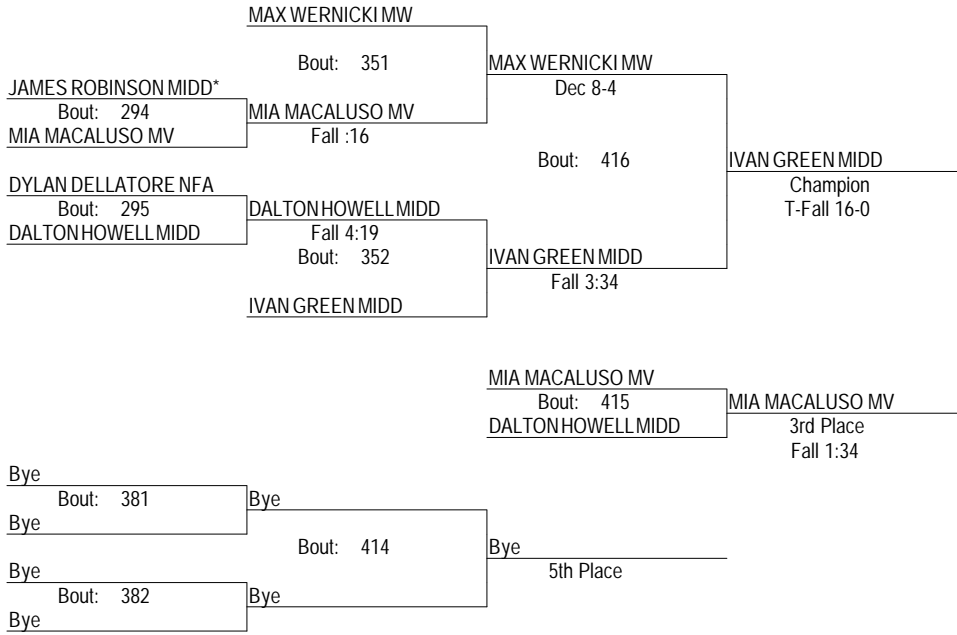 MAX WERNICKI MW
Bout: 351
MAX WERNICKI MW
JAMES ROBINSON MIDD*
Dec 8-4
Bout: 294
MIA MACALUSO MV
MIA MACALUSO MV
Fall :16
Bout: 416
IVAN GREEN MIDD
DYLAN DELLATORE NFA
Champion
Bout: 295
DALTON HOWELL MIDD
T-Fall 16-0
DALTON HOWELL MIDD
Fall 4:19
Bout: 352
IVAN GREEN MIDD
Fall 3:34
IVAN GREEN MIDD
MIA MACALUSO MV
Bout: 415
MIA MACALUSO MV
DALTON HOWELL MIDD
3rd Place
Fall 1:34
Bye
Bout: 381
Bye
Bye
Bout: 414
Bye
Bye
5th Place
Bout: 382
Bye
Bye